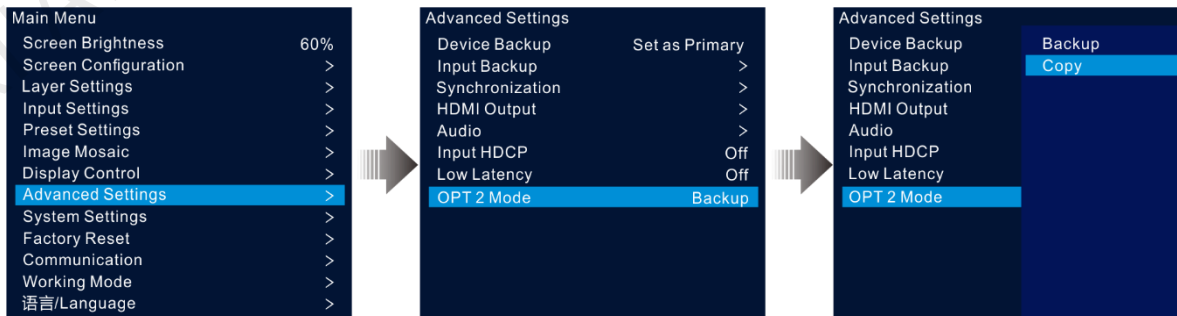 Main Menu
Screen Brightness 60%
Screen Configuration >
Layer Settings >
Input Settings >
Preset Settings >
Image Mosaic >
Display Control >
Advanced Settings >
System Settings >
Factory Reset >
Communication >
Working Mode >
语言/Language >
Advanced Settings
Device Backup Set as Primary
Input Backup >
Synchronization >
HDMI Output >
Audio >
Input HDCP Off
Low Latency Off
OPT 2 Mode Backup
Advanced Settings
Device Backup Backup
Input Backup Copy
Synchronization
HDMI Output
Audio
Input HDCP
Low Latency
OPT 2 Mode